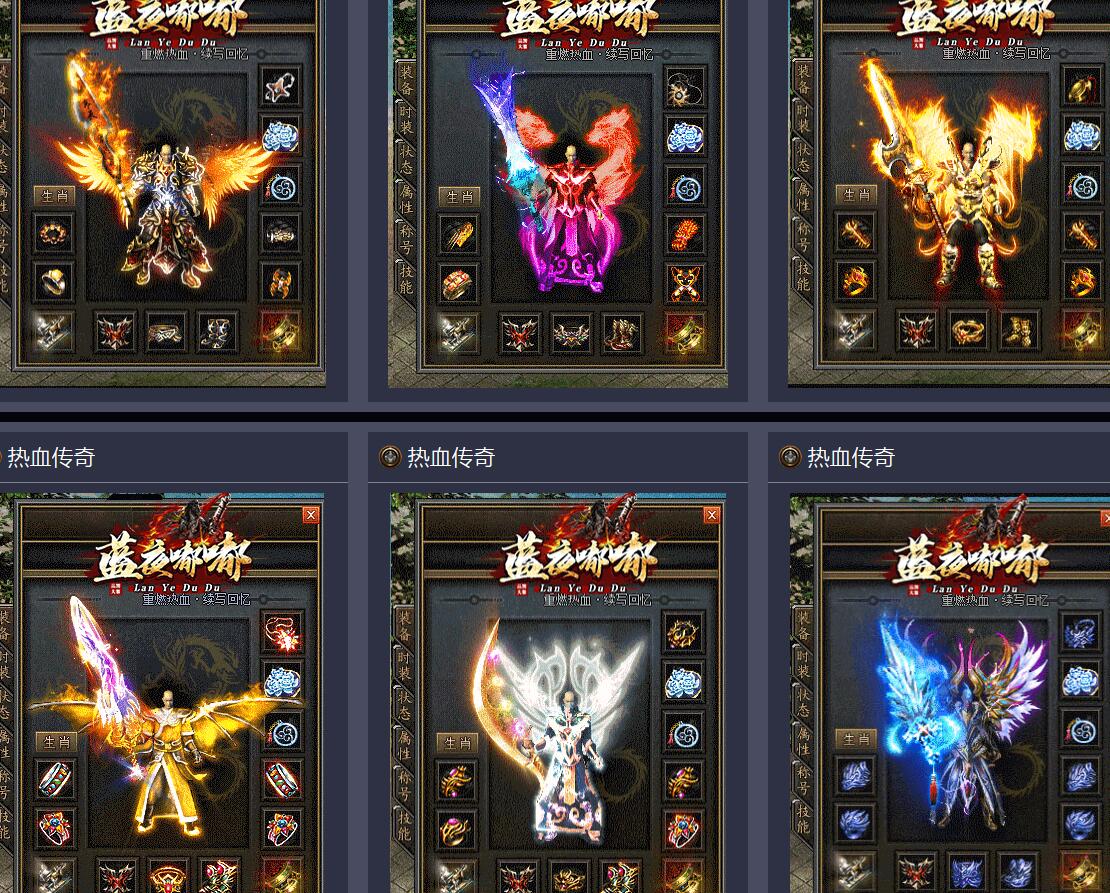 蓝夜嘟嘟
Lan Ye Du Du
重燃热血·续写回忆
装备
时装
状态
属性
称号
技能
生肖
蓝夜嘟嘟
Lan Ye Du Du
重燃热血·续写回忆
装备
时装
状态
属性
称号
技能
生肖
蓝夜嘟嘟
Lan Ye Du Du
重燃热血·续写回忆
装备
时装
状态
属性
称号
技能
生肖
热血传奇
热血传奇
热血传奇
蓝夜嘟嘟
Lan Ye Du Du
重燃热血·续写回忆
装备
时装
状态
属性
称号
技能
生肖
蓝夜嘟嘟
Lan Ye Du Du
重燃热血·续写回忆
装备
时装
状态
属性
称号
技能
生肖
蓝夜嘟嘟
Lan Ye Du Du
重燃热血·续写回忆
装备
时装
状态
属性
称号
技能
生肖